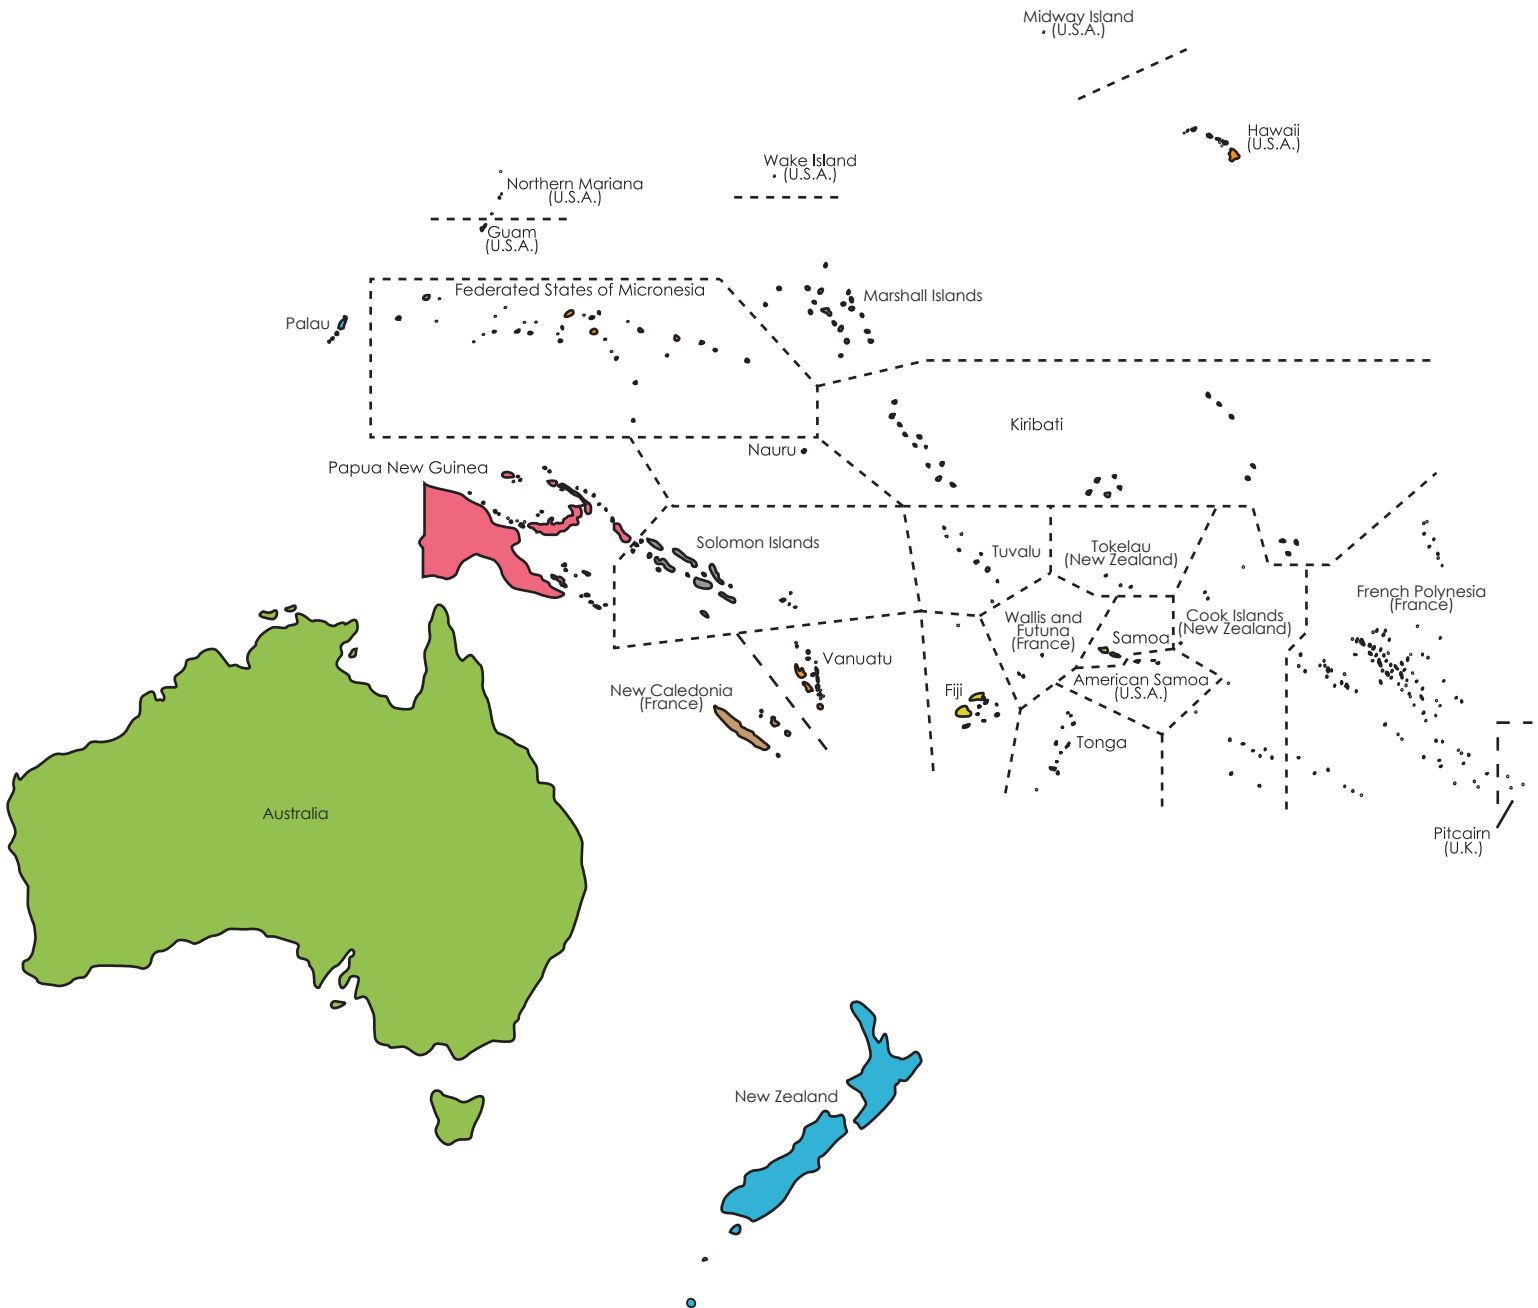 Midway Island
(U.S.A.)
Hawaii
(U.S.A.)
Wake Island
(U.S.A.)
Northern Mariana
(U.S.A.)
Guam
(U.S.A.)
Federated States of Micronesia
Marshall Islands
Palau
Kiribati
Nauru
Papua New Guinea
Solomon Islands
Tuvalu
Tokelau
(New Zealand)
French Polynesia
(France)
Wallis and
Futuna
(France)
Cook Islands
(New Zealand)
Samoa
Vanuatu
American Samoa
(U.S.A.)
New Caledonia
(France)
Fiji
Tonga
Australia
Pitcairn
(U.K.)
New Zealand